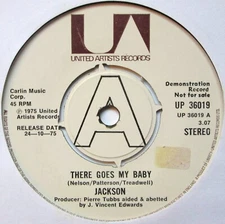 UA
UNITED ARTISTS RECORDS
Carlin Music
Corp.
45 RPM
℗ 1975 United
Artists Records
RELEASE DATE
24-10-75
A
Demonstration
Record
Not for sale
UP 36019
UP 36019 A
3.07
STEREO
THERE GOES MY BABY
(Nelson/Patterson/Treadwell)
JACKSON
Producer: Pierre Tubbs aided & abetted
by J. Vincent Edwards